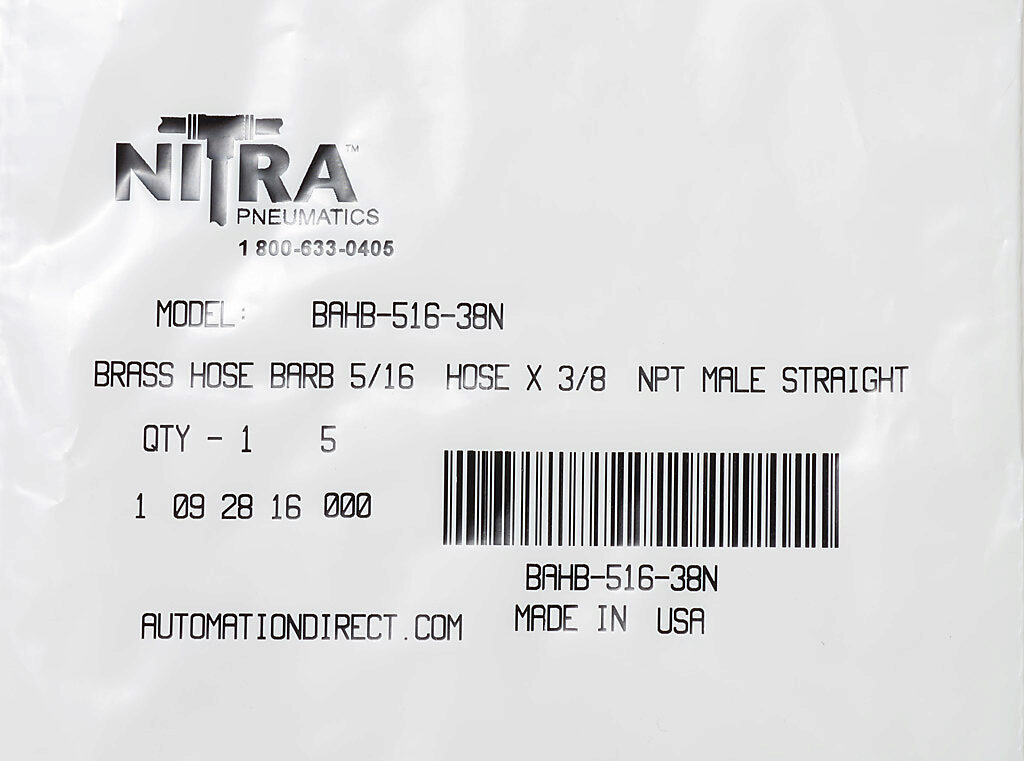 NITRA™
PNEUMATICS
1 800-633-0405
MODEL: BAHB-516-38N
BRASS HOSE BARB 5/16 HOSE X 3/8 NPT MALE STRAIGHT
QTY - 1 5
1 09 28 16 000
BAHB-516-38N
MADE IN USA
AUTOMATIONDIRECT.COM